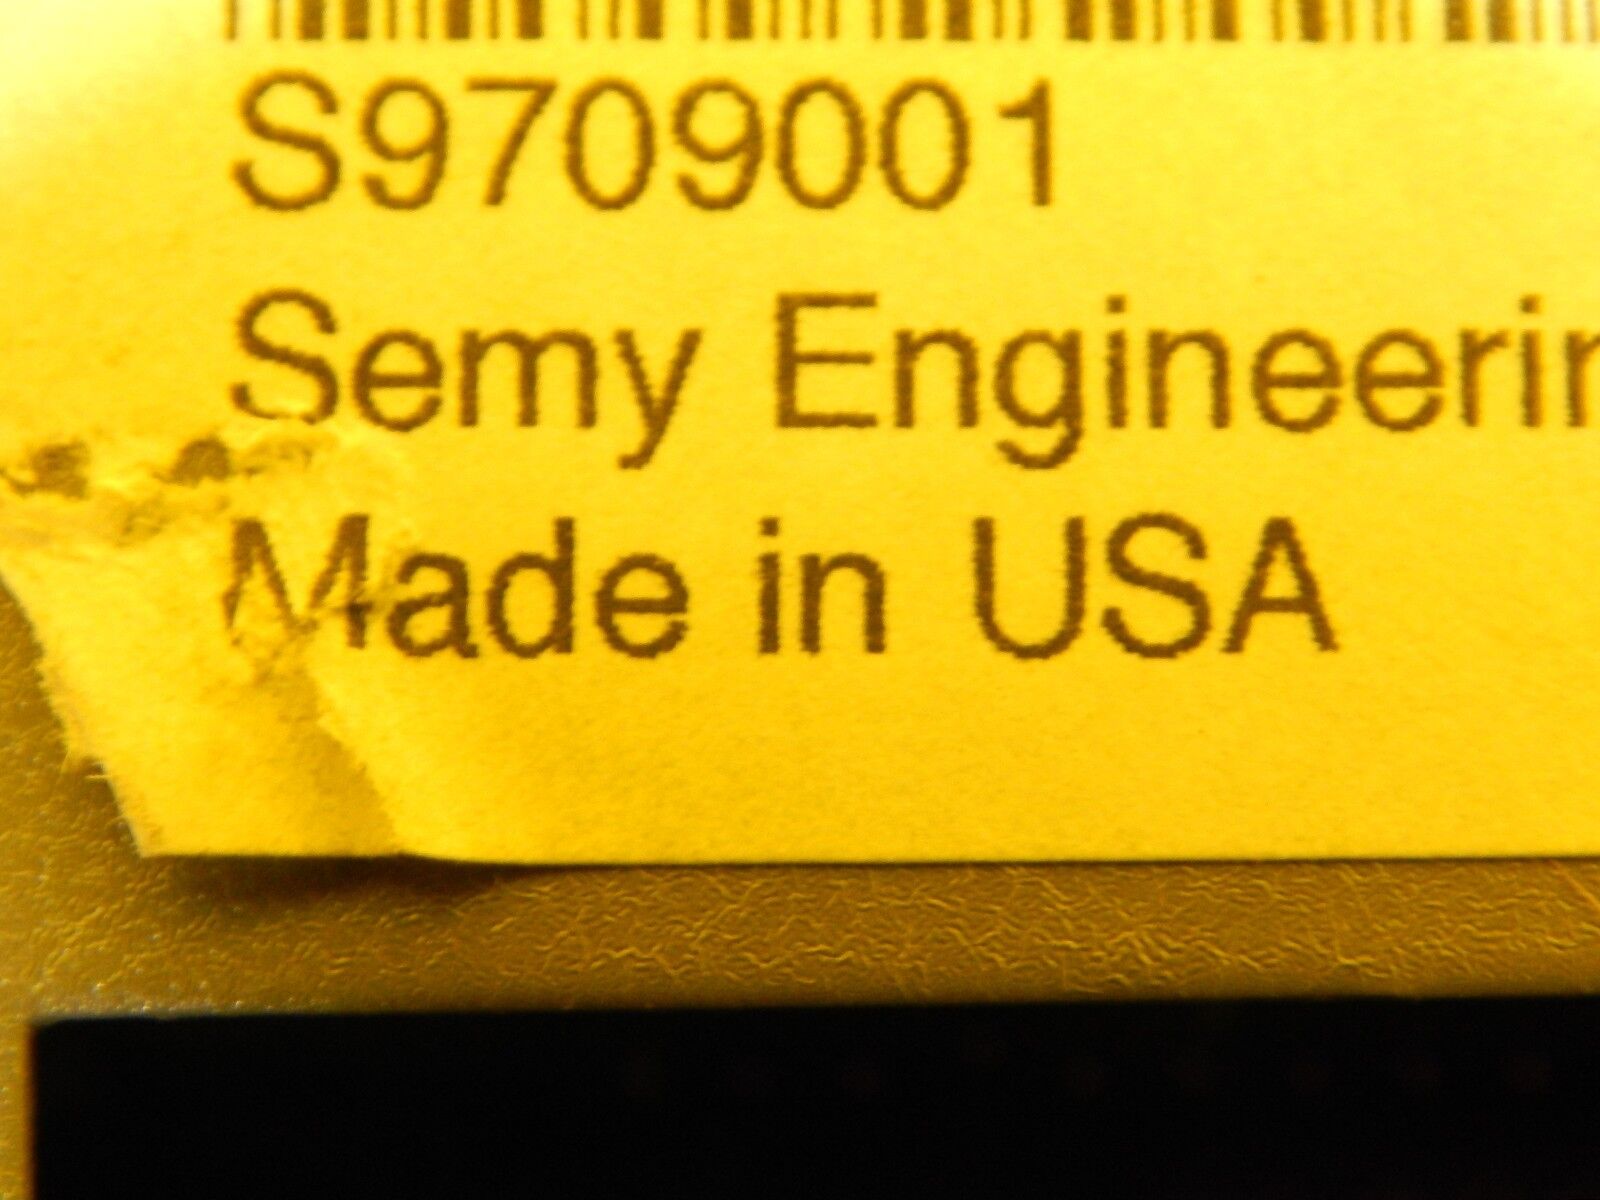 S9709001
Semy Engineerin
Made in USA